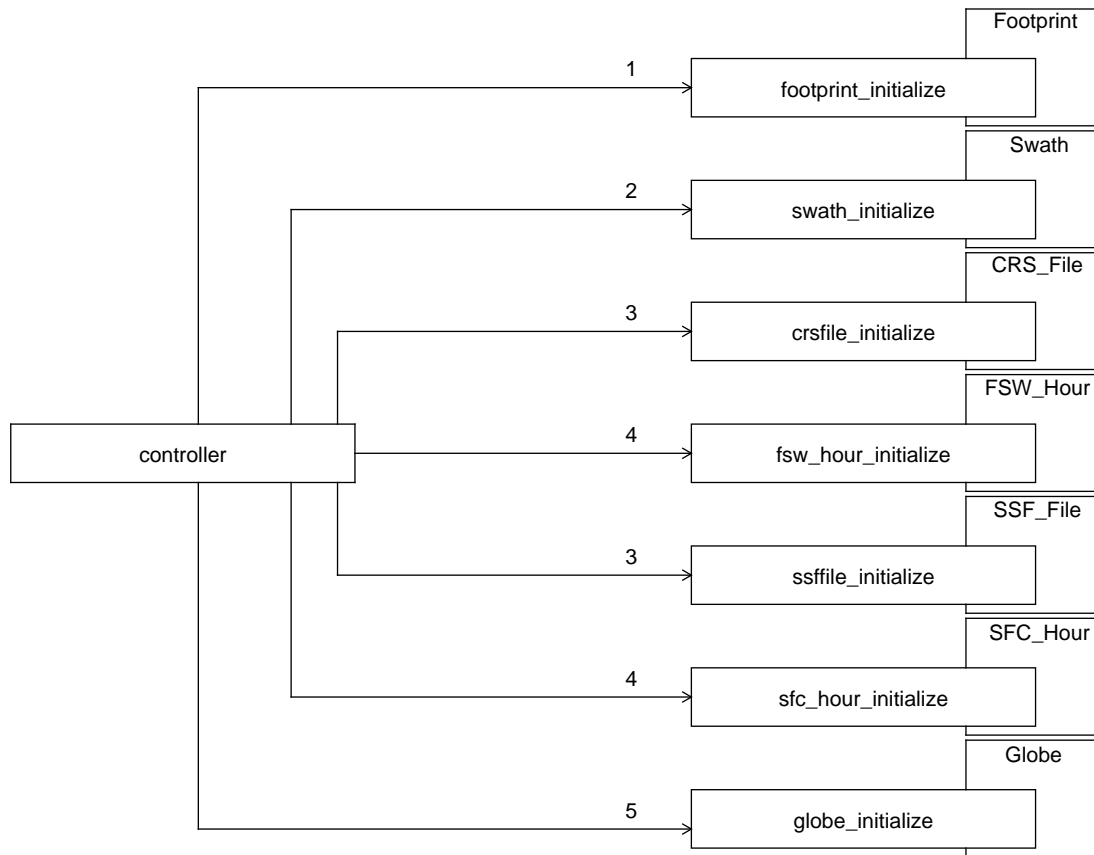 Footprint
1
footprint_initialize
Swath
2
swath_initialize
CRS_File
3
crsfile_initialize
FSW_Hour
controller
4
fsw_hour_initialize
SSF_File
3
ssffile_initialize
SFC_Hour
4
sfc_hour_initialize
Globe
5
globe_initialize